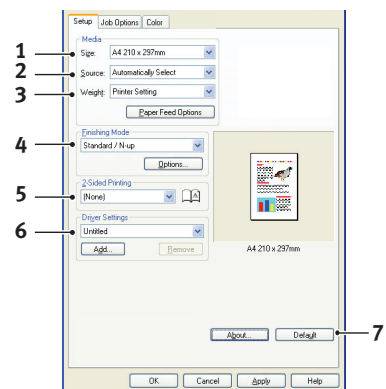 Setup Job Options Color
Media
1 Size: A4 210 x 297mm
2 Source: Automatically Select
3 Weight: Printer Setting
Paper Feed Options
4 Finishing Mode
Standard / N-up
Options...
5 2-Sided Printing
(None)
A
6 Driver Settings
Untitled
Add... Remove
A4 210 x 297mm
About... Default 7
OK Cancel Apply Help